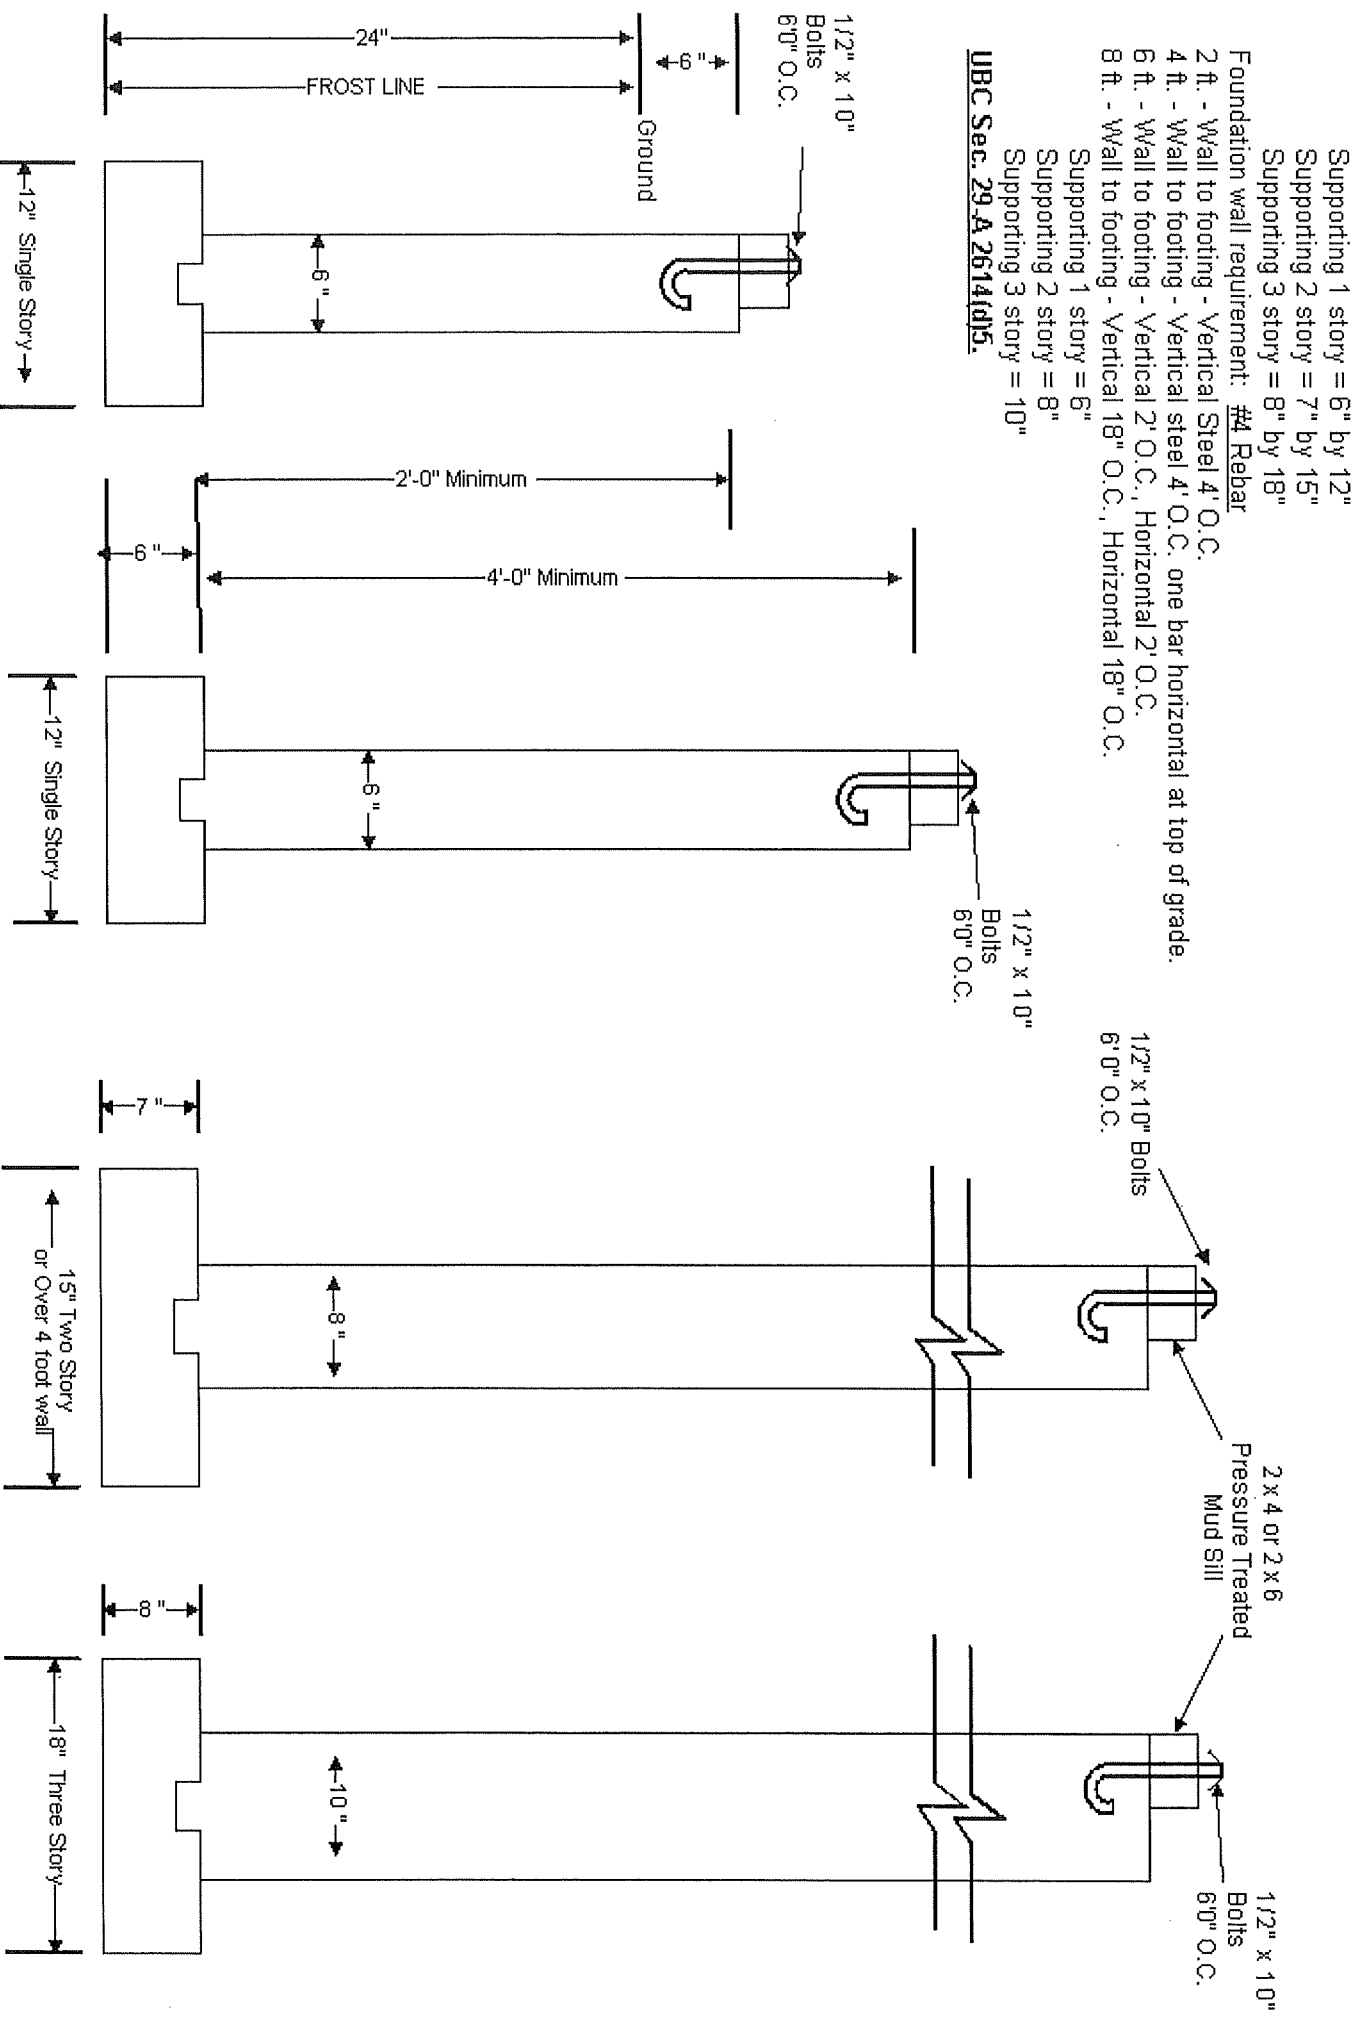 Supporting 1 story = 6" by 12"
Supporting 2 story = 7" by 15"
Supporting 3 story = 8" by 18"
Foundation wall requirement: #4 Rebar
2 ft. - Wall to footing - Vertical Steel 4' O.C.
4 ft. - Wall to footing - Vertical steel 4' O.C. one bar horizontal at top of grade.
6 ft. - Wall to footing - Vertical 2' O.C., Horizontal 2' O.C.
8 ft. - Wall to footing - Vertical 18" O.C., Horizontal 18" O.C.
Supporting 1 story = 6"
Supporting 2 story = 8"
Supporting 3 story = 10"
UBC Sec. 29-A 2614(d)5.
1/2" x 10"
Bolts
6'0" O.C.
6"
24"
FROST LINE
Ground
6"
12" Single Story
2'-0" Minimum
4'-0" Minimum
6"
1/2" x 10"
Bolts
6'0" O.C.
6"
12" Single Story
1/2" x 10" Bolts
6'0" O.C.
7"
8"
15" Two Story
or Over 4 foot wall
2 x 4 or 2 x 6
Pressure Treated
Mud Sill
1/2" x 10"
Bolts
6'0" O.C.
8"
10"
18" Three Story